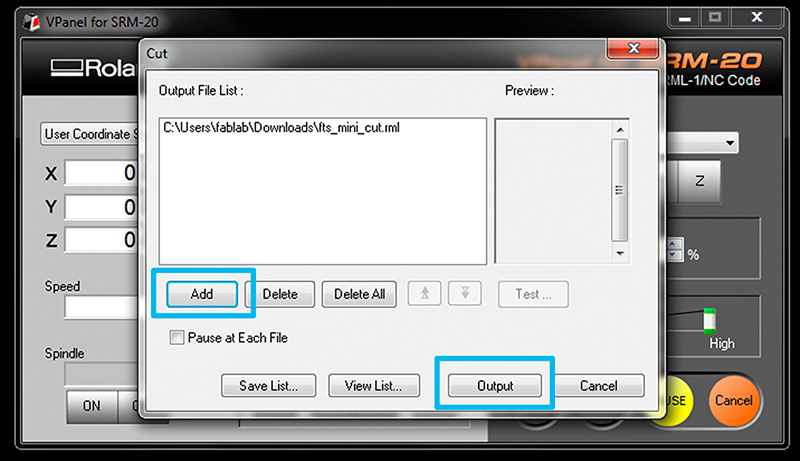 VPanel for SRM-20
Cut
Rola
SRM-20
RML-1/NC Code
Output File List :
Preview :
C:\Users\fablab\Downloads\fts_mini_cut.rml
User Coordinate S
X 0
Y 0
Z 0
Z
%
Add
Delete
Delete All
Test ...
Speed
Pause at Each File
High
Spindle
Save List...
View List...
Output
Cancel
ON
USE
Cancel